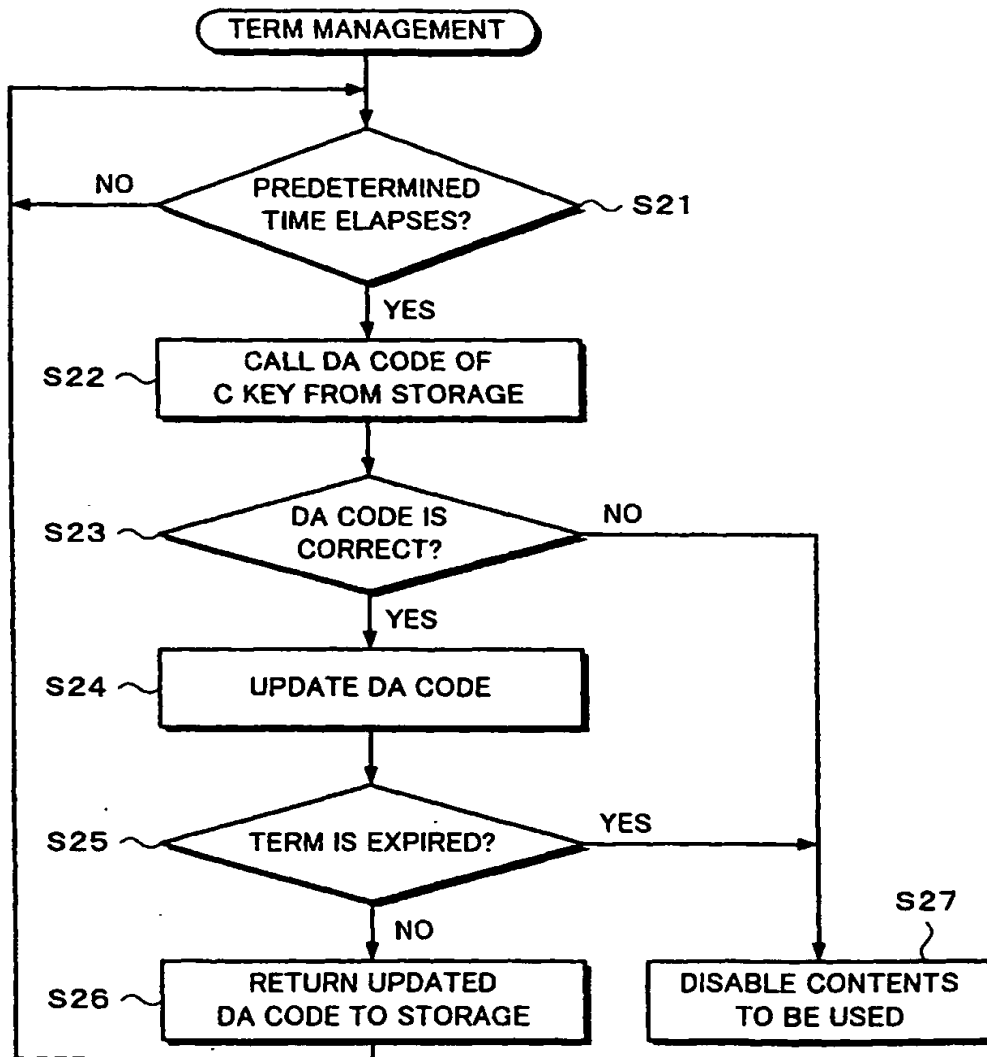 TERM MANAGEMENT
NO
PREDETERMINED
TIME ELAPSES?
S21
YES
S22
CALL DA CODE OF
C KEY FROM STORAGE
S23
DA CODE IS
CORRECT?
NO
YES
S24
UPDATE DA CODE
S25
TERM IS EXPIRED?
YES
NO
S27
S26
RETURN UPDATED
DA CODE TO STORAGE
DISABLE CONTENTS
TO BE USED